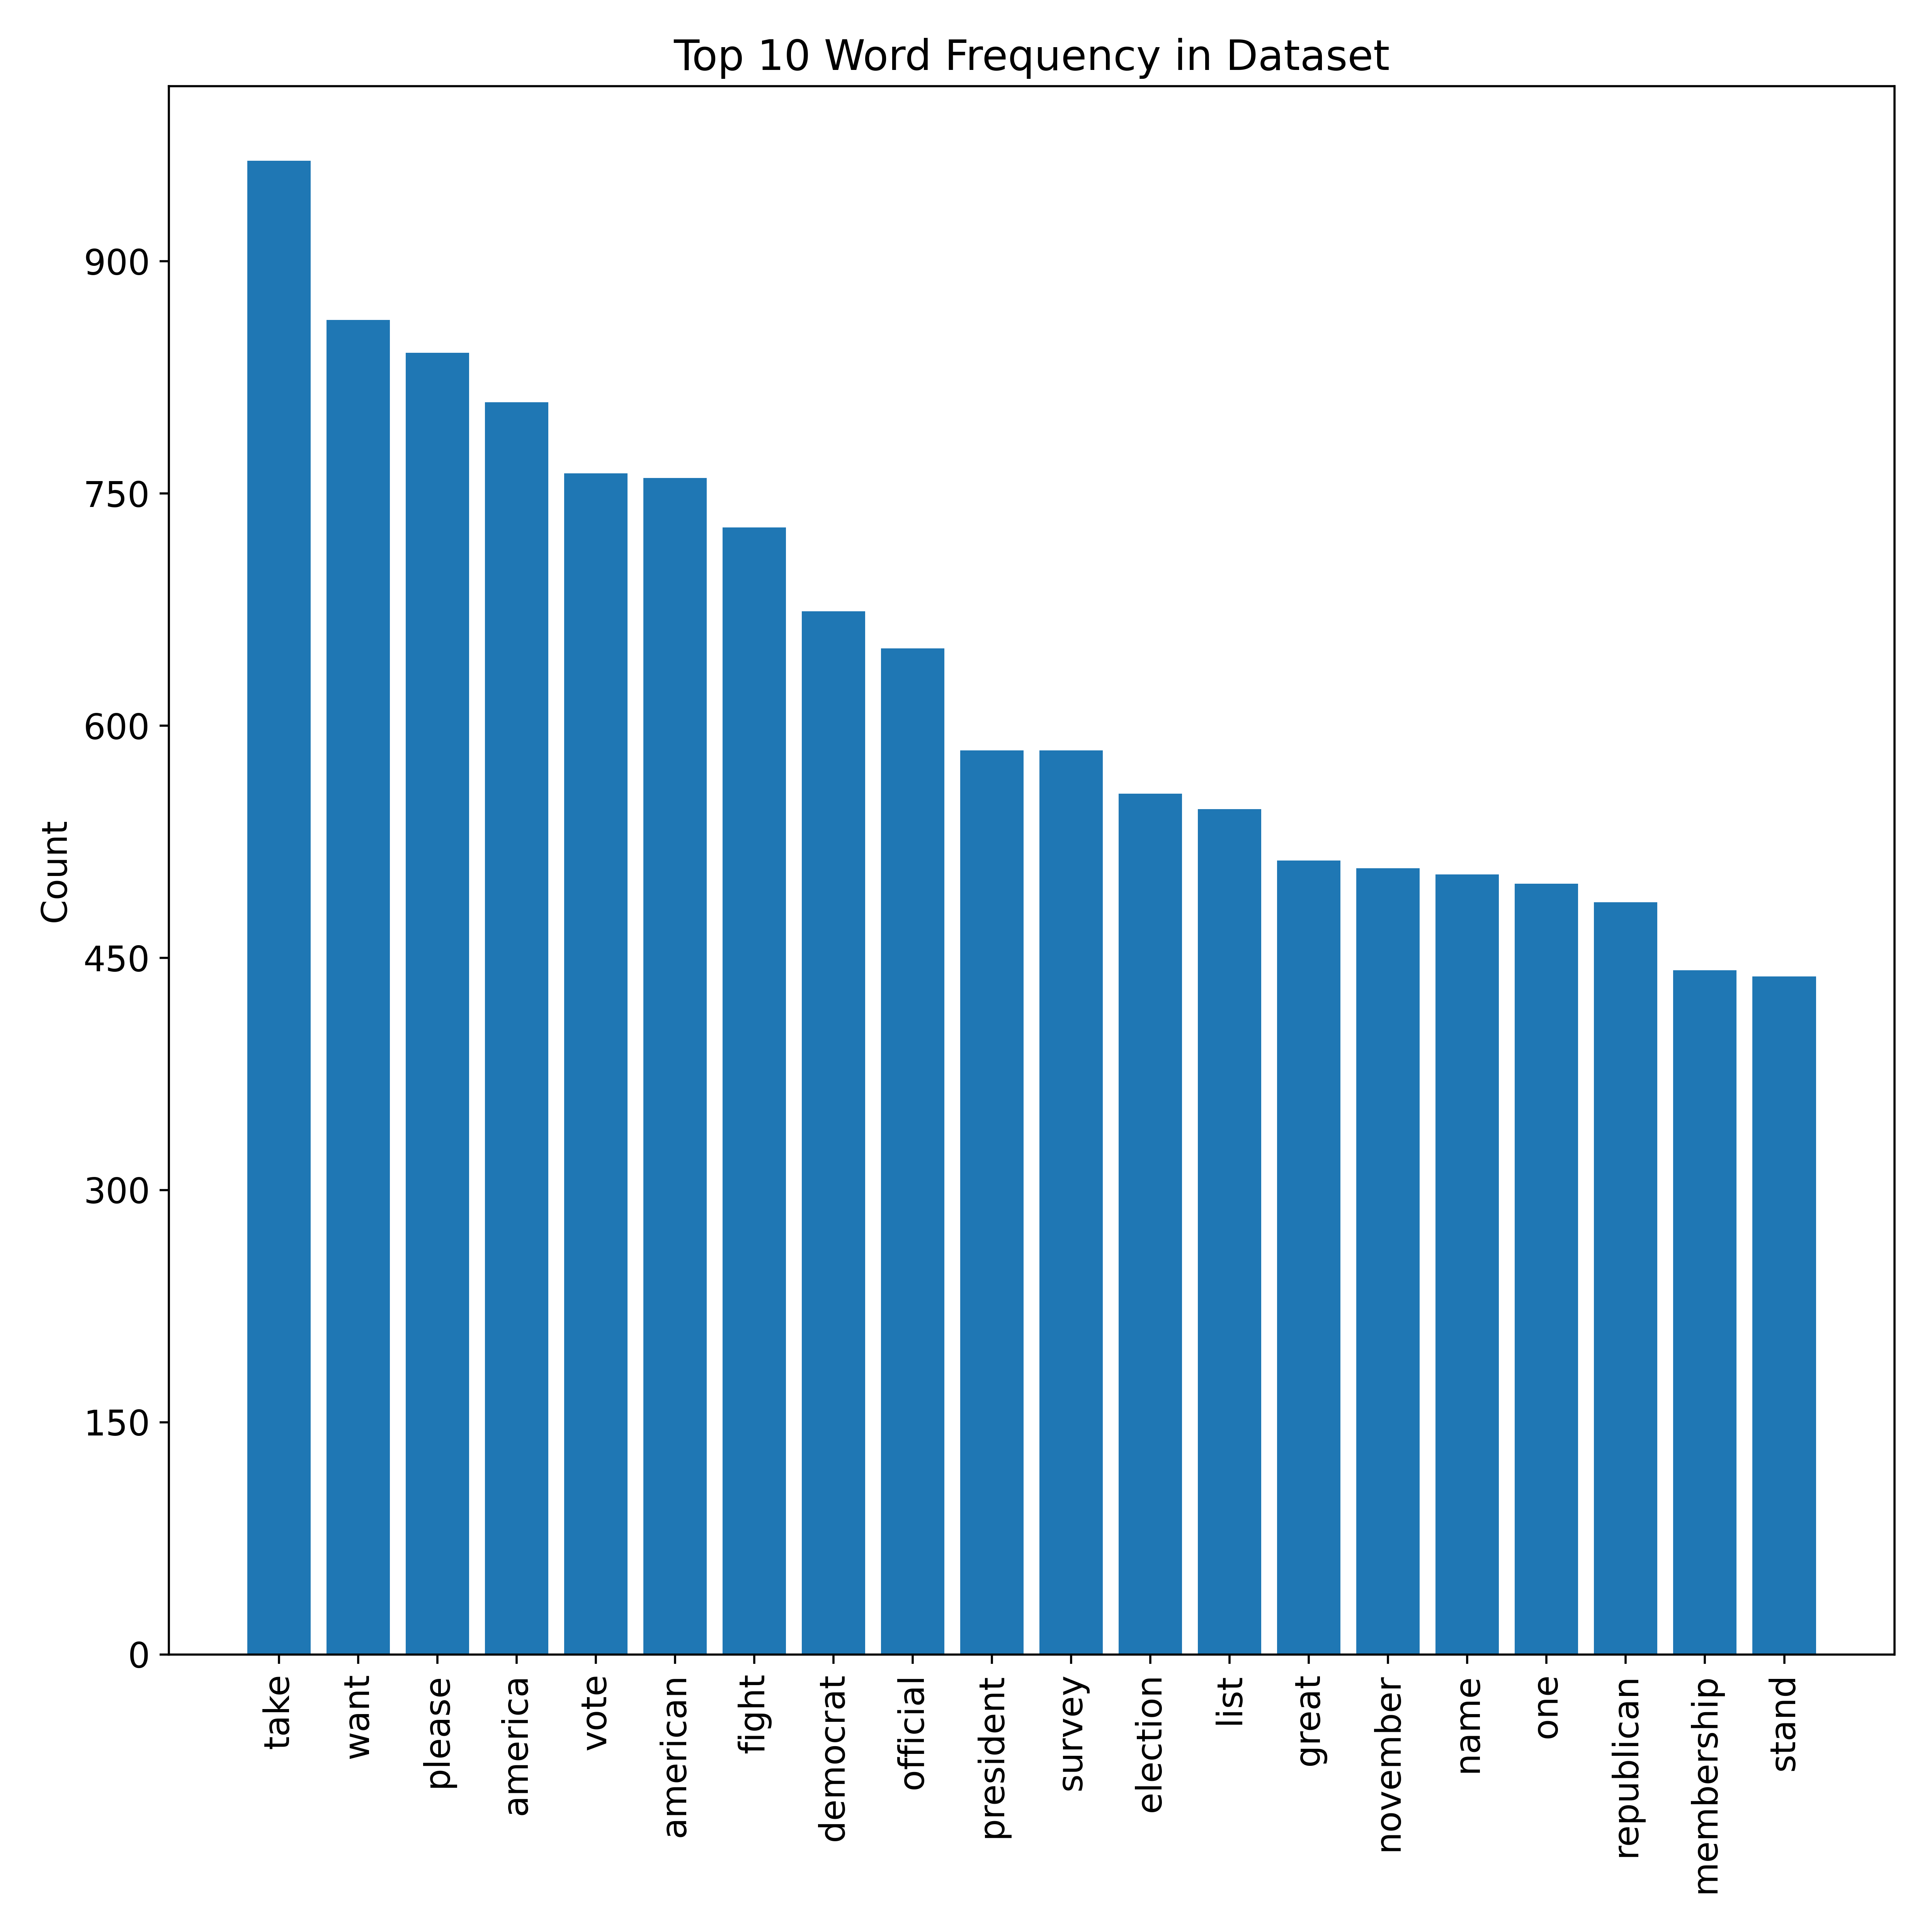 Top 10 Word Frequency in Dataset
Count
900
750
600
450
300
150
0
take
want
please
america
vote
american
fight
democrat
official
president
survey
election
list
great
november
name
one
republican
membership
stand